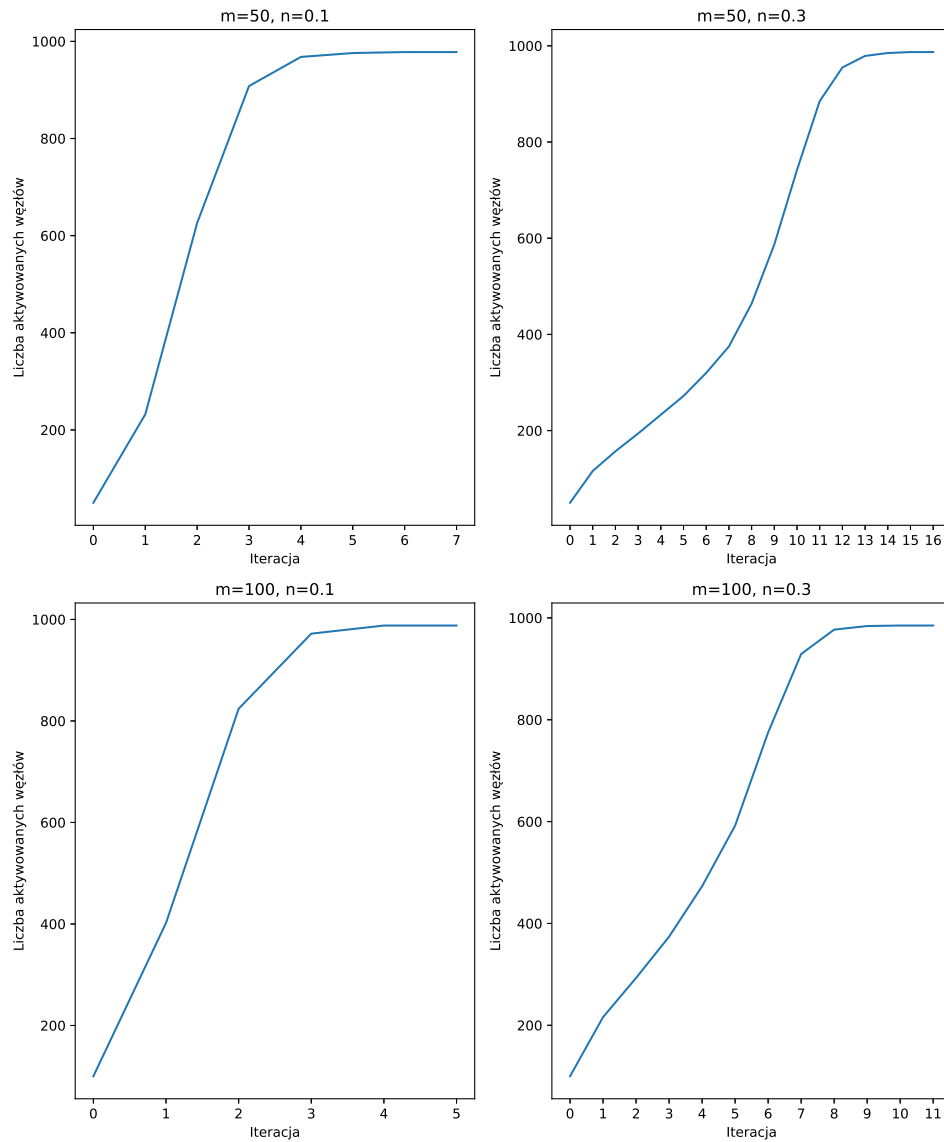 m=50, n=0.1
1000
800
600
400
200
Liczba aktywowanych węzłów
0 1 2 3 4 5 6 7
Iteracja
m=50, n=0.3
1000
800
600
400
200
Liczba aktywowanych węzłów
0 1 2 3 4 5 6 7 8 9 10 11 12 13 14 15 16
Iteracja
m=100, n=0.1
1000
800
600
400
200
Liczba aktywowanych węzłów
0 1 2 3 4 5
Iteracja
m=100, n=0.3
1000
800
600
400
200
Liczba aktywowanych węzłów
0 1 2 3 4 5 6 7 8 9 10 11
Iteracja